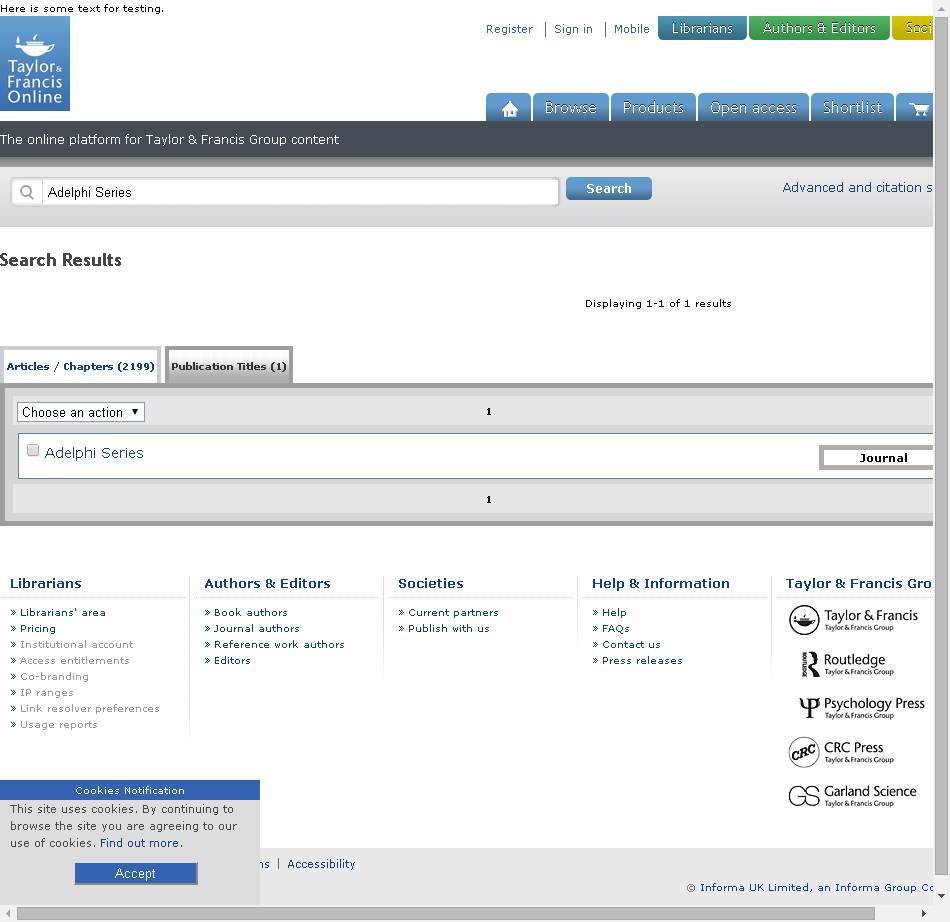 Here is some text for testing.
Taylor &
Francis
Online
Register
Sign in
Mobile
Librarians
Authors & Editors
Soci
Browse
Products
Open access
Shortlist
The online platform for Taylor & Francis Group content
Adelphi Series
Search
Advanced and citation s
Search Results
Displaying 1-1 of 1 results
Articles / Chapters (2199)
Publication Titles (1)
Choose an action
1
Adelphi Series
Journal
1
Librarians
» Librarians' area
» Pricing
» Institutional account
» Access entitlements
» Co-branding
» IP ranges
» Link resolver preferences
» Usage reports
Authors & Editors
» Book authors
» Journal authors
» Reference work authors
» Editors
Societies
» Current partners
» Publish with us
Help & Information
» Help
» FAQs
» Contact us
» Press releases
Taylor & Francis Gro
Taylor & Francis
Taylor & Francis Group
ROUTLEDGE
Routledge
Taylor & Francis Group
Psychology Press
Taylor & Francis Group
CRC
CRC Press
Taylor & Francis Group
GS
Garland Science
Taylor & Francis Group
Cookies Notification
This site uses cookies. By continuing to
browse the site you are agreeing to our
use of cookies. Find out more.
Accept
ns | Accessibility
© Informa UK Limited, an Informa Group Co